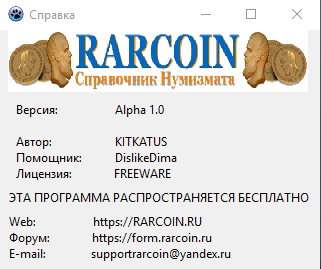 Справка
RARCOIN
Справочник Нумизмата
Версия: Alpha 1.0
Автор: KITKATUS
Помощник: DislikeDima
Лицензия: FREEWARE
ЭТА ПРОГРАММА РАСПРОСТРАНЯЕТСЯ БЕСПЛАТНО
Web: https://RARCOIN.RU
Форум: https://form.rarcoin.ru
E-mail: supportrarcoin@yandex.ru